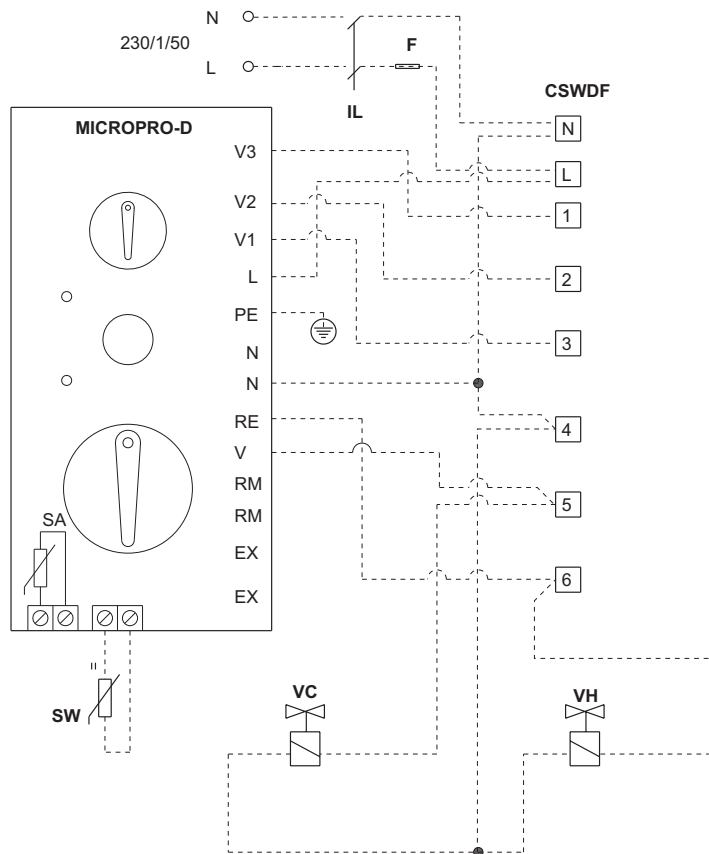 N
230/1/50
L
F
IL
CSWDF
MICROPRO-D
V3
V2
V1
L
PE
N
N
RE
V
RM
RM
EX
EX
N
L
1
2
3
4
5
6
SA
"
SW
VC
VH